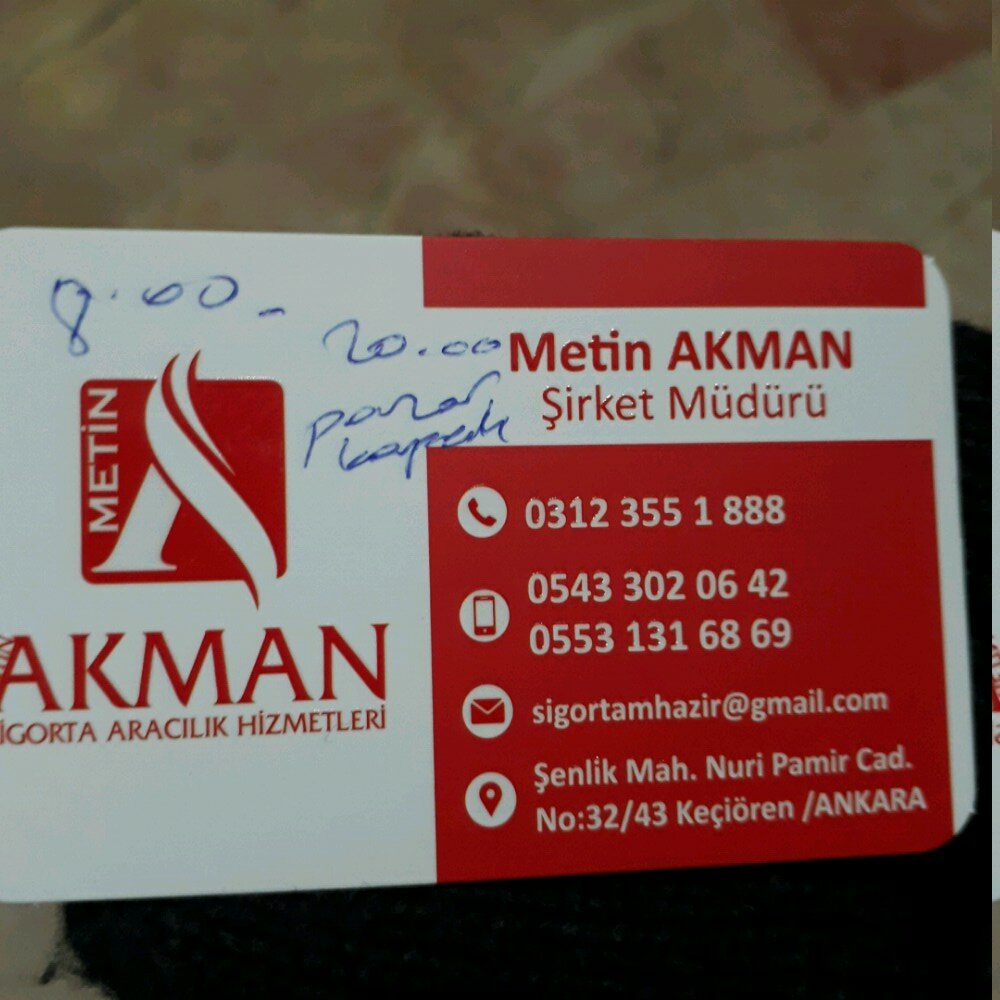 8.00 -
20.00
pazar
kapalı
METİN
AKMAN
SİGORTA ARACILIK HİZMETLERİ
Metin AKMAN
Şirket Müdürü
0312 355 1 888
0543 302 06 42
0553 131 68 69
sigortamhazir@gmail.com
Şenlik Mah. Nuri Pamir Cad.
No:32/43 Keçiören /ANKARA